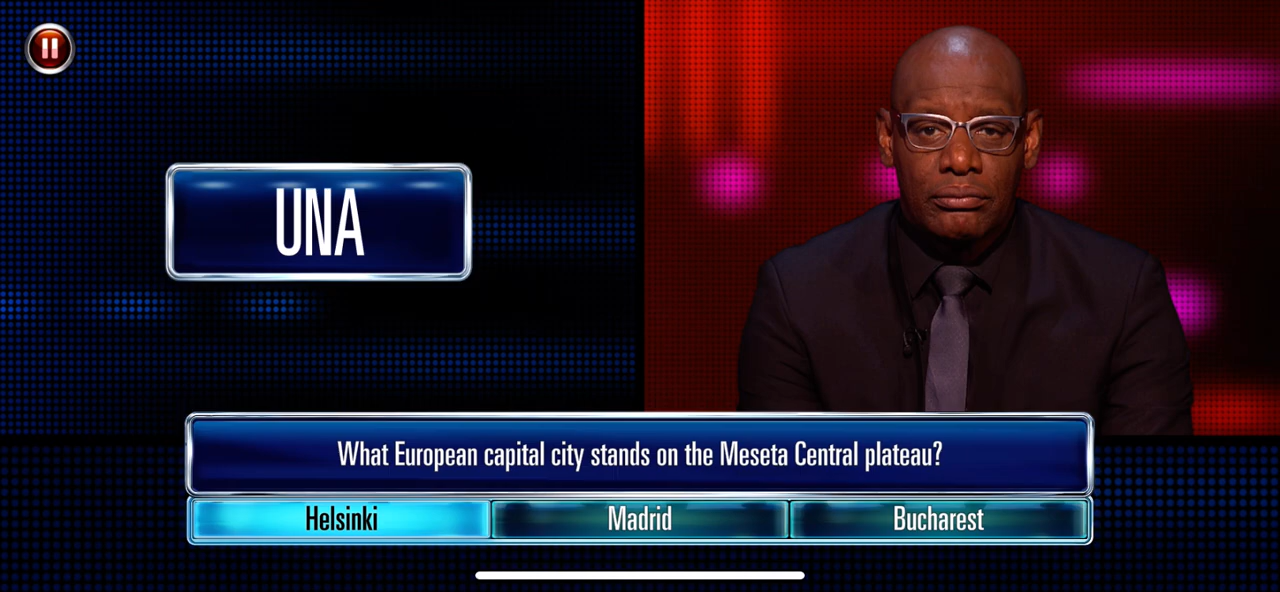 UNA
What European capital city stands on the Meseta Central plateau?
Helsinki
Madrid
Bucharest